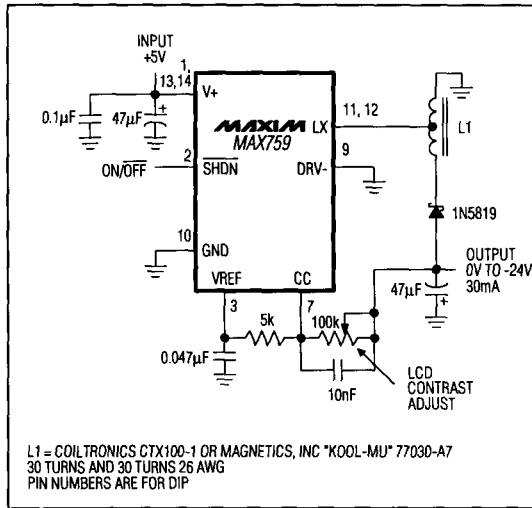 INPUT
+5V
1,
13,14
V+
0.1µF
47µF
+
MAXIM
MAX759
LX
11, 12
L1
2
ON/OFF
SHDN
9
DRV-
1N5819
10
GND
OUTPUT
0V TO -24V
30mA
VREF
CC
47µF
+
3
7
5k
100k
0.047µF
10nF
LCD
CONTRAST
ADJUST
L1 = COILTRONICS CTX100-1 OR MAGNETICS, INC "KOOL-MU" 77030-A7
30 TURNS AND 30 TURNS 26 AWG
PIN NUMBERS ARE FOR DIP